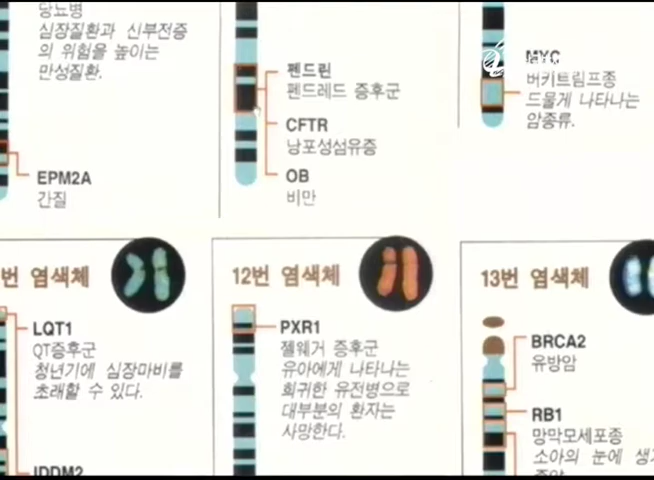 당뇨병
심장질환과 신부전증
의 위험을 높이는
만성질환.
EPM2A
간질
펜드린
펜드레드 증후군
CFTR
낭포성섬유증
OB
비만
MYC
버키트림프종
드물게 나타나는
암종류.
번 염색체
LQT1
QT증후군
청년기에 심장마비를
초래할 수 있다.
IDDM2
12번 염색체
PXR1
젤웨거 증후군
유아에게 나타나는
희귀한 유전병으로
대부분의 환자는
사망한다.
13번 염색체
BRCA2
유방암
RB1
망막모세포종
소아의 눈에